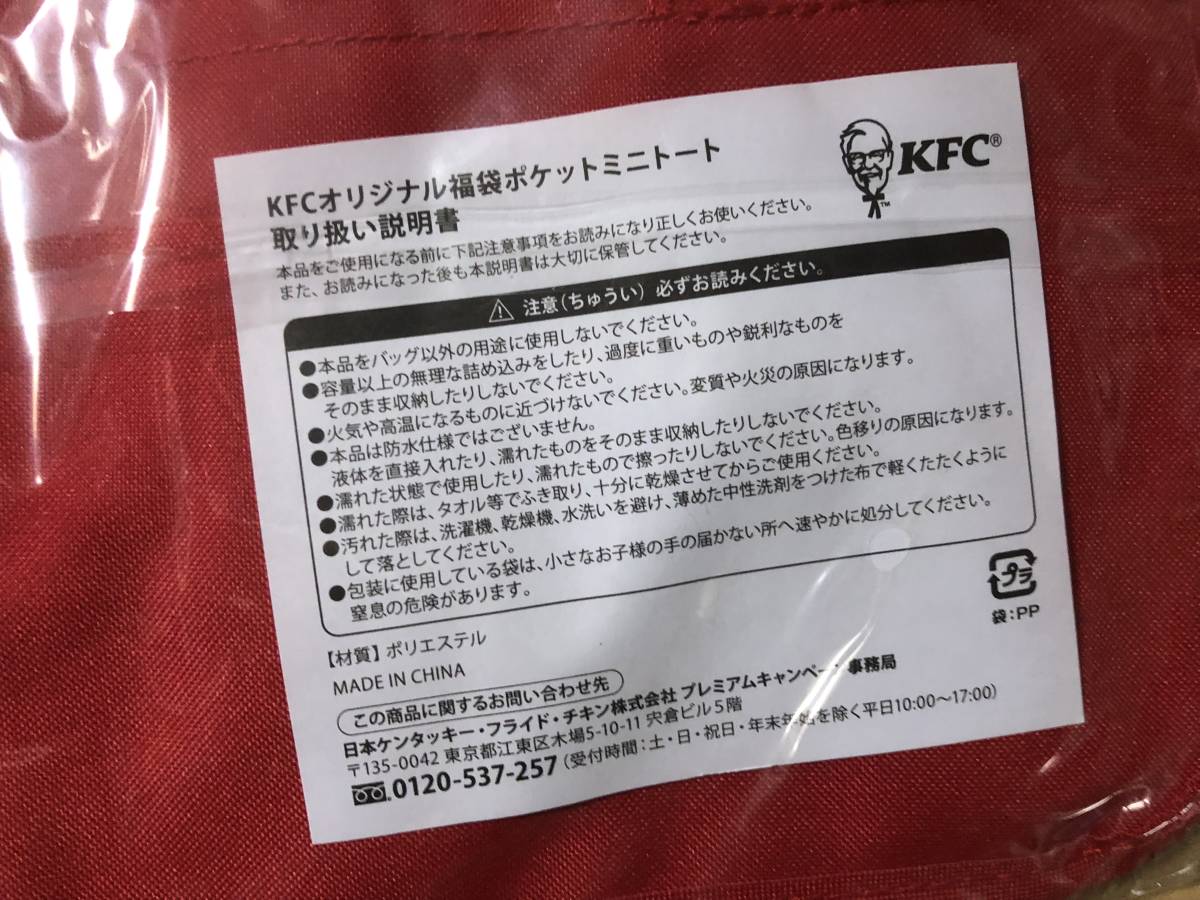 KFCオリジナル福袋ポケットミニトート
取り扱い説明書
KFC®
TM
本品をご使用になる前に下記注意事項をお読みになり正しくお使いください。
また、お読みになった後も本説明書は大切に保管してください。
注意(ちゅうい) 必ずお読みください。
●本品をバッグ以外の用途に使用しないでください。
●容量以上の無理な詰め込みをしたり、過度に重いものや鋭利なものを
そのまま収納したりしないでください。
●火気や高温になるものに近づけないでください。変質や火災の原因になります。
●本品は防水仕様ではございません。
液体を直接入れたり、濡れたものをそのまま収納したりしないでください。
●濡れた状態で使用したり、濡れたもので擦ったりしないでください。色移りの原因になります。
●濡れた際は、タオル等でふき取り、十分に乾燥させてからご使用ください。
●汚れた際は、洗濯機、乾燥機、水洗いを避け、薄めた中性洗剤をつけた布で軽くたたくように
して落としてください。
●包装に使用している袋は、小さなお子様の手の届かない所へ速やかに処分してください。
窒息の危険があります。
プラ
袋:PP
【材質】ポリエステル
MADE IN CHINA
この商品に関するお問い合わせ先
日本ケンタッキー・フライド・チキン株式会社 プレミアムキャンペー 事務局
〒135-0042 東京都江東区木場5-10-11 宍倉ビル5階
0120-537-257 (受付時間:土・日・祝日・年末年始を除く平日10:00〜17:00)